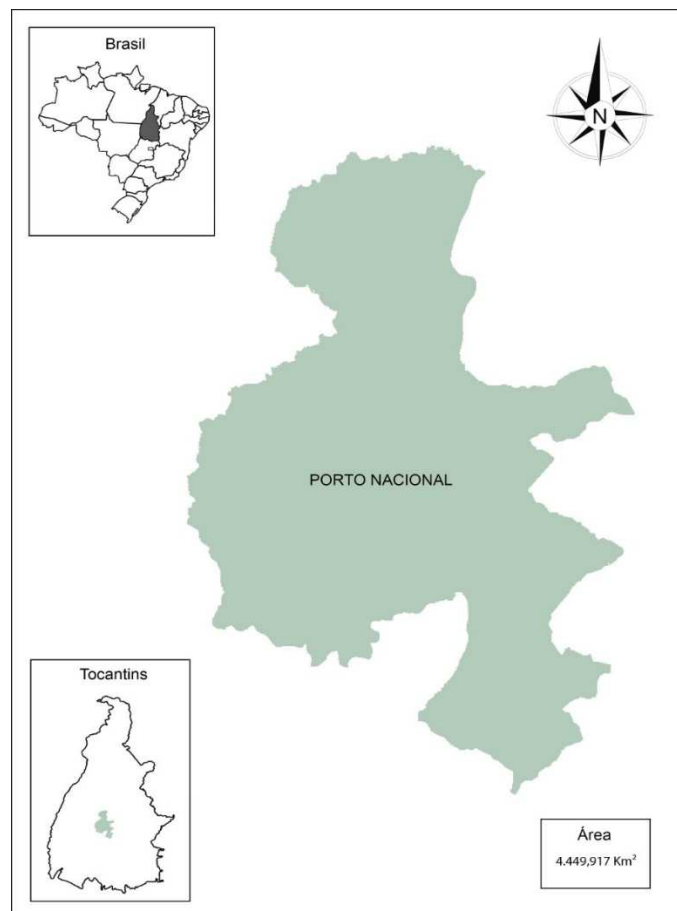 Brasil
N
PORTO NACIONAL
Tocantins
Área
4.449,917 Km²